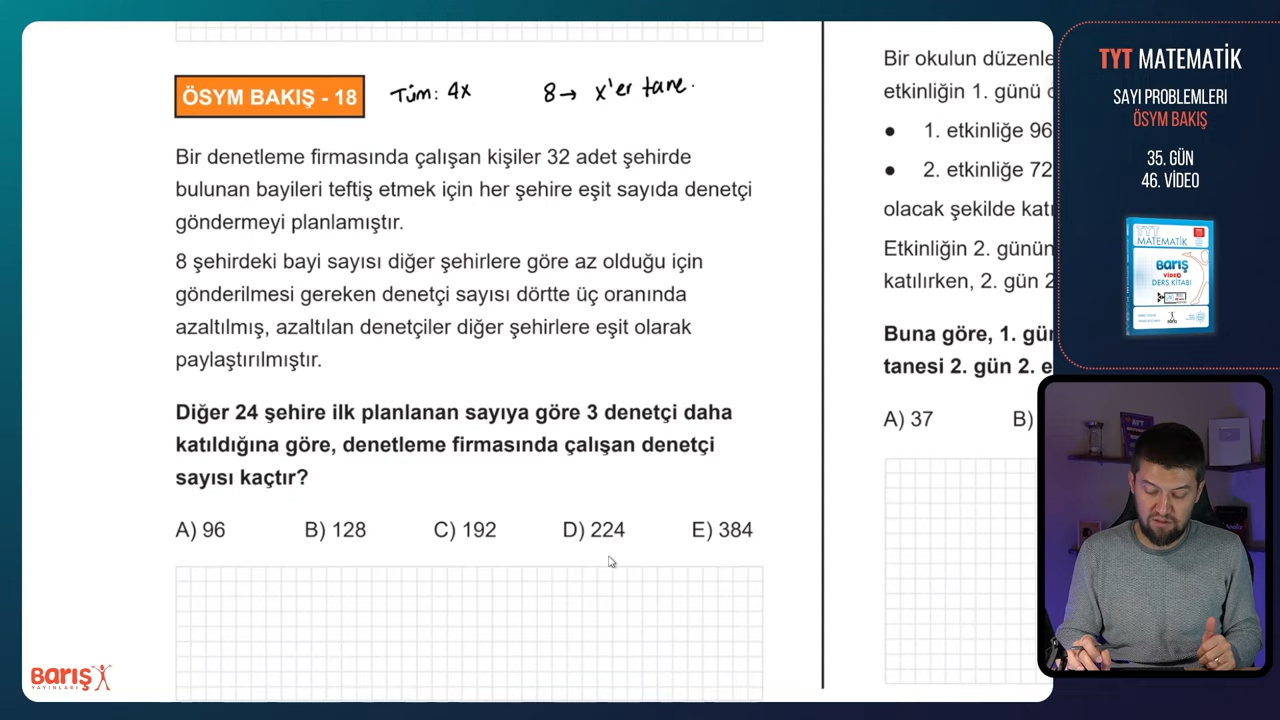 ÖSYM BAKIŞ - 18
Tüm: 4x
8→ x'er tane.
Bir denetleme firmasında çalışan kişiler 32 adet şehirde
bulunan bayileri teftiş etmek için her şehire eşit sayıda denetçi
göndermeyi planlamıştır.
8 şehirdeki bayi sayısı diğer şehirlere göre az olduğu için
gönderilmesi gereken denetçi sayısı dörtte üç oranında
azaltılmış, azaltılan denetçiler diğer şehirlere eşit olarak
paylaştırılmıştır.
Diğer 24 şehire ilk planlanan sayıya göre 3 denetçi daha
katıldığına göre, denetleme firmasında çalışan denetçi
sayısı kaçtır?
A) 96 B) 128 C) 192 D) 224 E) 384
Bir okulun düzenle
etkinliğin 1. günü
● 1. etkinliğe 96
● 2. etkinliğe 72
olacak şekilde katı
Etkinliğin 2. günün
katılırken, 2. gün 2
Buna göre, 1. gün
tanesi 2. gün 2. e
A) 37 B)
TYT MATEMATİK
SAYI PROBLEMLERI
ÖSYM BAKIŞ
35. GÜN
46. VİDEO
TYT
MATEMATİK
BARIŞ
VİDEO
DERS KİTABI
BARIŞ
YAYINLARI